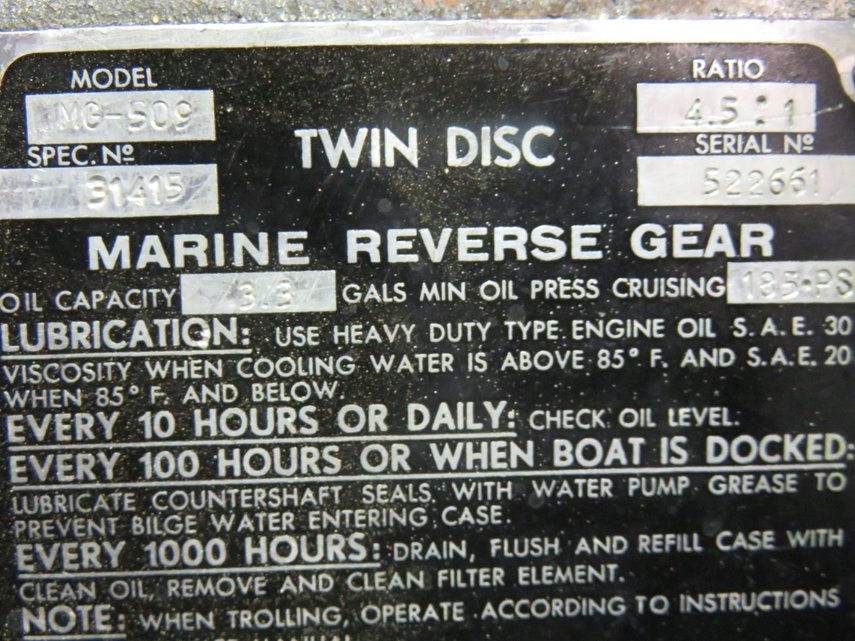 MODEL
RATIO
MG-509
4.5:1
TWIN DISC
SPEC. Nº
SERIAL Nº
31415
522661
MARINE REVERSE GEAR
OIL CAPACITY 3.3 GALS MIN OIL PRESS CRUISING 185 PS
LUBRICATION: USE HEAVY DUTY TYPE ENGINE OIL S.A.E. 30
VISCOSITY WHEN COOLING WATER IS ABOVE 85° F. AND S.A.E. 20
WHEN 85° F. AND BELOW.
EVERY 10 HOURS OR DAILY: CHECK OIL LEVEL.
EVERY 100 HOURS OR WHEN BOAT IS DOCKED:
LUBRICATE COUNTERSHAFT SEALS WITH WATER PUMP GREASE TO
PREVENT BILGE WATER ENTERING CASE.
EVERY 1000 HOURS: DRAIN, FLUSH AND REFILL CASE WITH
CLEAN OIL, REMOVE AND CLEAN FILTER ELEMENT.
NOTE: WHEN TROLLING, OPERATE ACCORDING TO INSTRUCTIONS